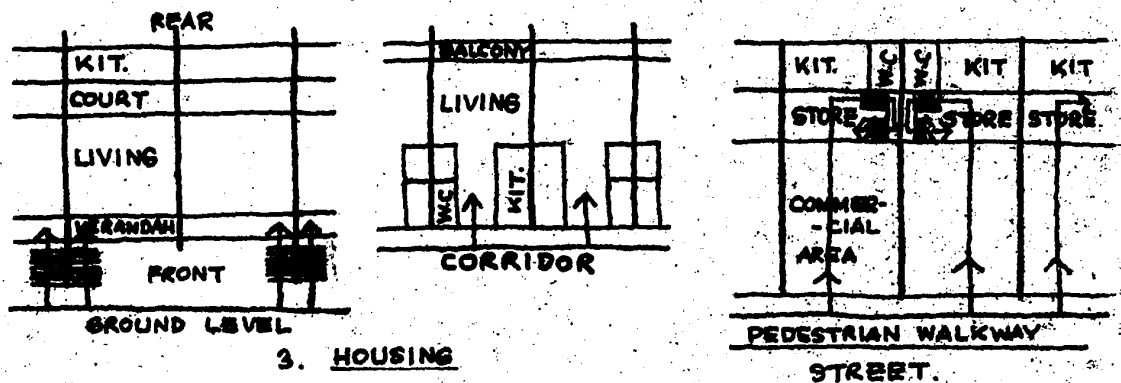 REAR
KIT.
COURT
LIVING
VERANDAH
FRONT
GROUND LEVEL
BALCONY
LIVING
W.C
KIT.
CORRIDOR
KIT. W.C W.C KIT KIT
STORE STORE STORE
COMMER-
-CIAL
AREA
PEDESTRIAN WALKWAY
STREET.
3. HOUSING